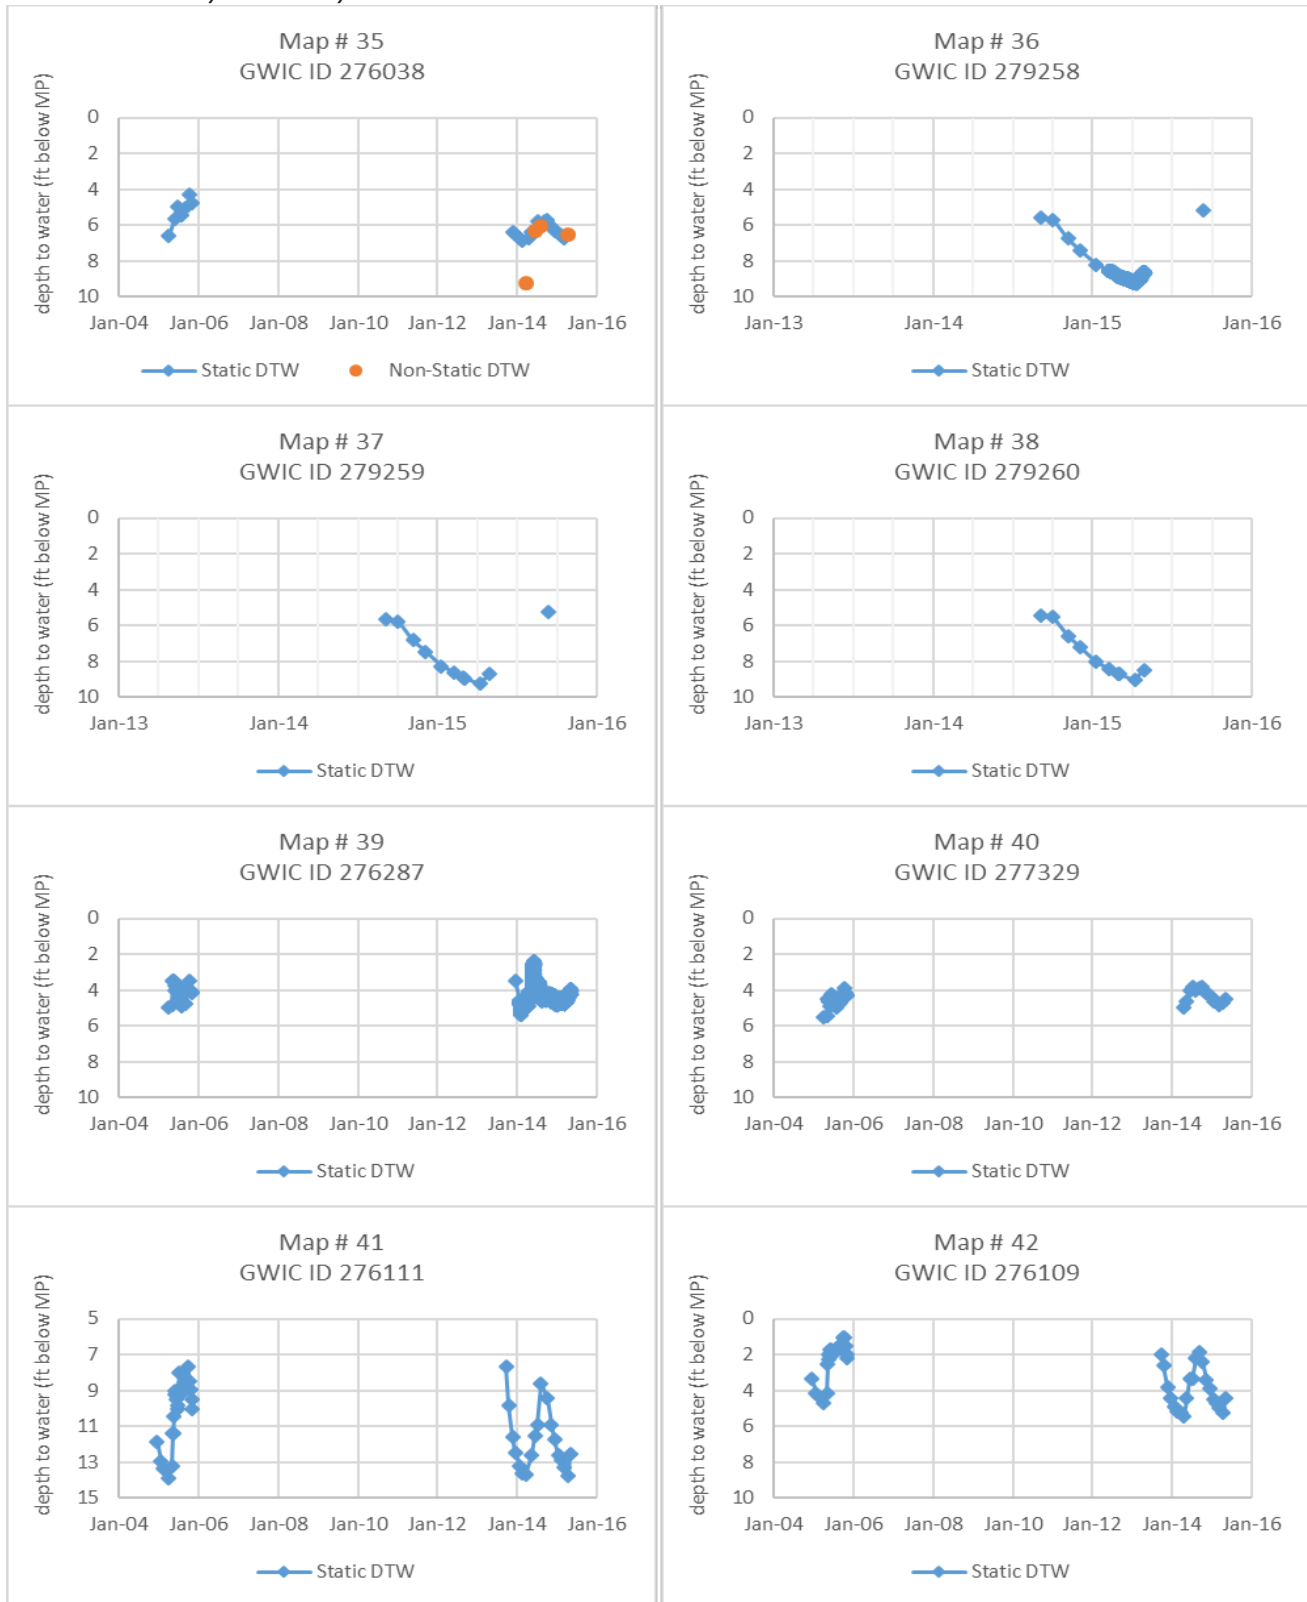 Map # 35
GWIC ID 276038
depth to water (ft below MP)
0
2
4
6
8
10
Jan-04 Jan-06 Jan-08 Jan-10 Jan-12 Jan-14 Jan-16
Static DTW Non-Static DTW
Map # 36
GWIC ID 279258
depth to water (ft below MP)
0
2
4
6
8
10
Jan-13 Jan-14 Jan-15 Jan-16
Static DTW
Map # 37
GWIC ID 279259
depth to water (ft below MP)
0
2
4
6
8
10
Jan-13 Jan-14 Jan-15 Jan-16
Static DTW
Map # 38
GWIC ID 279260
depth to water (ft below MP)
0
2
4
6
8
10
Jan-13 Jan-14 Jan-15 Jan-16
Static DTW
Map # 39
GWIC ID 276287
depth to water (ft below MP)
0
2
4
6
8
10
Jan-04 Jan-06 Jan-08 Jan-10 Jan-12 Jan-14 Jan-16
Static DTW
Map # 40
GWIC ID 277329
depth to water (ft below MP)
0
2
4
6
8
10
Jan-04 Jan-06 Jan-08 Jan-10 Jan-12 Jan-14 Jan-16
Static DTW
Map # 41
GWIC ID 276111
depth to water (ft below MP)
5
7
9
11
13
15
Jan-04 Jan-06 Jan-08 Jan-10 Jan-12 Jan-14 Jan-16
Static DTW
Map # 42
GWIC ID 276109
depth to water (ft below MP)
0
2
4
6
8
10
Jan-04 Jan-06 Jan-08 Jan-10 Jan-12 Jan-14 Jan-16
Static DTW